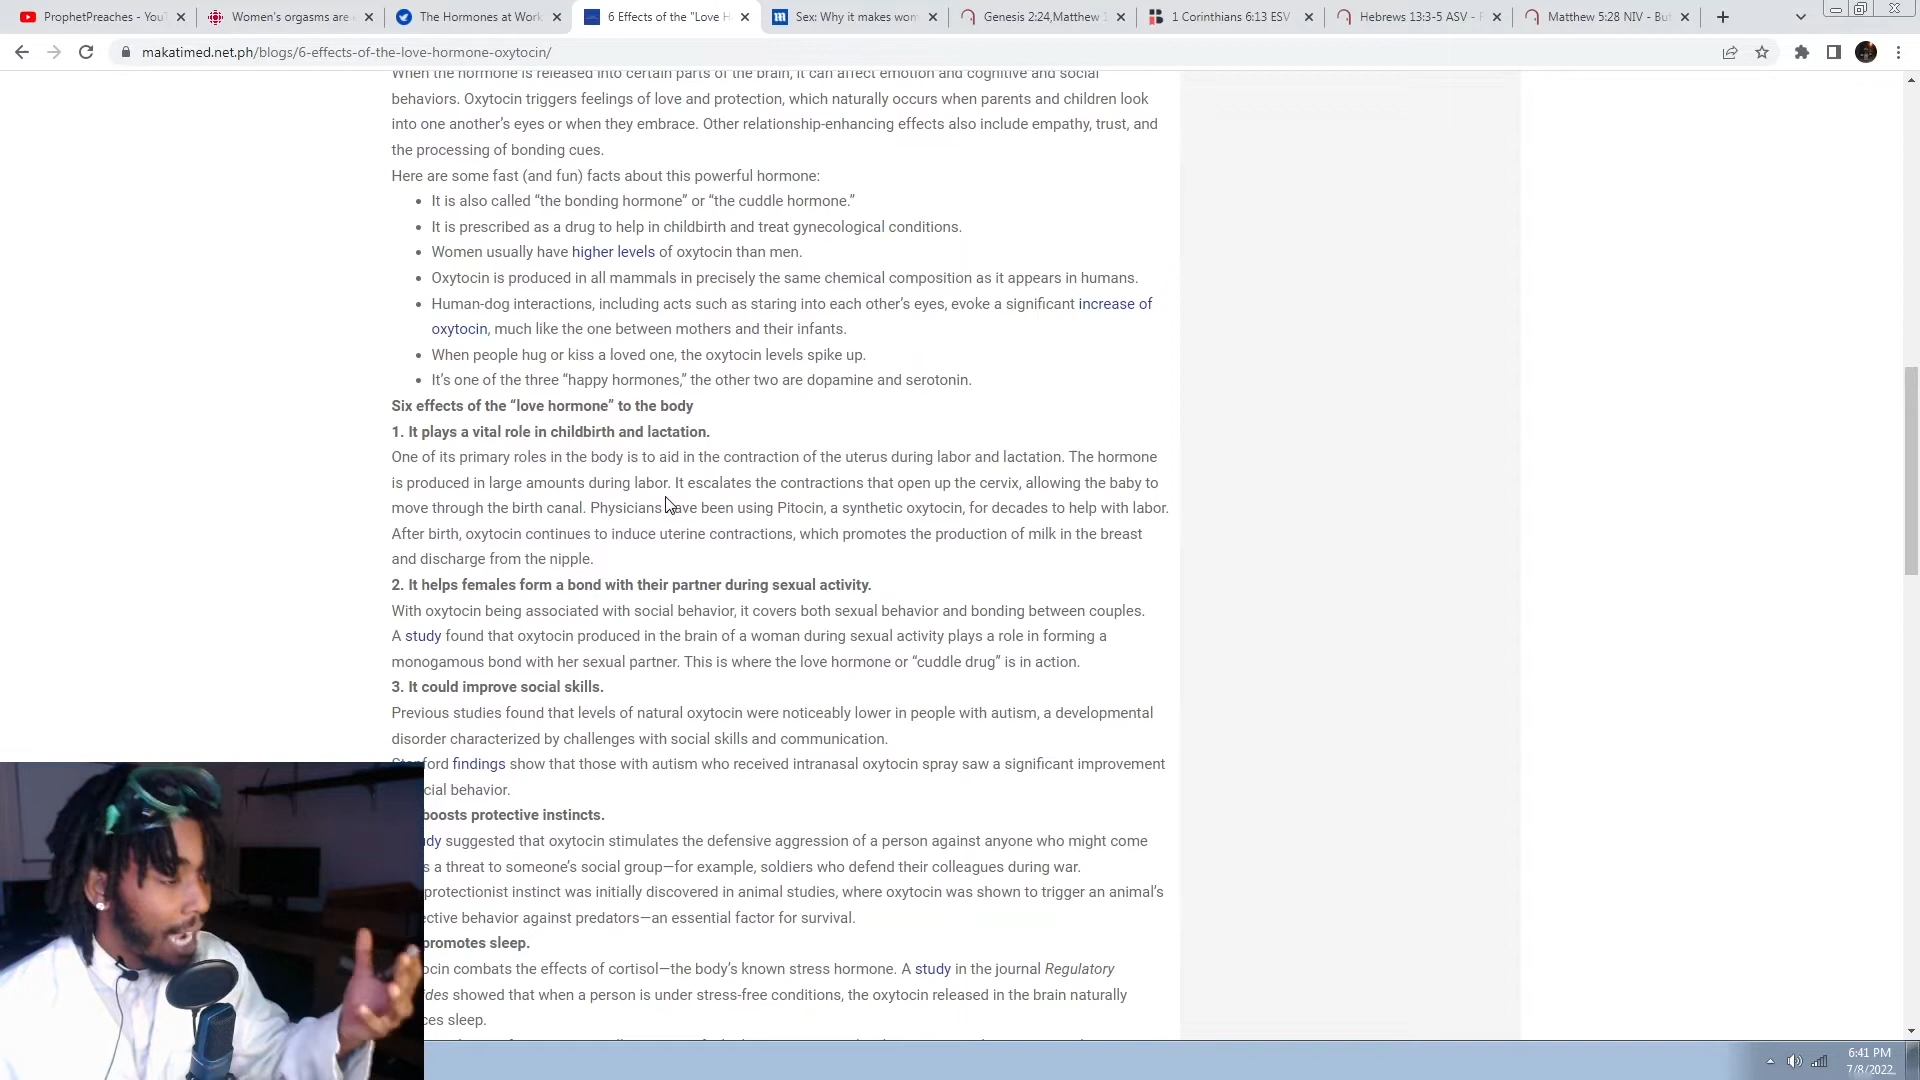 ProphetPreaches - YouT
Women's orgasms are
The Hormones at Work
6 Effects of the "Love H
Sex: Why it makes wom
Genesis 2:24,Matthew
1 Corinthians 6:13 ESV
Hebrews 13:3-5 ASV - F
Matthew 5:28 NIV - But
makatimed.net.ph/blogs/6-effects-of-the-love-hormone-oxytocin/
When the hormone is released into certain parts of the brain, it can affect emotion and cognitive and social
behaviors. Oxytocin triggers feelings of love and protection, which naturally occurs when parents and children look
into one another's eyes or when they embrace. Other relationship-enhancing effects also include empathy, trust, and
the processing of bonding cues.
Here are some fast (and fun) facts about this powerful hormone:
It is also called “the bonding hormone” or “the cuddle hormone.”
It is prescribed as a drug to help in childbirth and treat gynecological conditions.
Women usually have higher levels of oxytocin than men.
Oxytocin is produced in all mammals in precisely the same chemical composition as it appears in humans.
Human-dog interactions, including acts such as staring into each other’s eyes, evoke a significant increase of
oxytocin, much like the one between mothers and their infants.
When people hug or kiss a loved one, the oxytocin levels spike up.
It’s one of the three “happy hormones,” the other two are dopamine and serotonin.
Six effects of the “love hormone” to the body
1. It plays a vital role in childbirth and lactation.
One of its primary roles in the body is to aid in the contraction of the uterus during labor and lactation. The hormone
is produced in large amounts during labor. It escalates the contractions that open up the cervix, allowing the baby to
move through the birth canal. Physicians have been using Pitocin, a synthetic oxytocin, for decades to help with labor.
After birth, oxytocin continues to induce uterine contractions, which promotes the production of milk in the breast
and discharge from the nipple.
2. It helps females form a bond with their partner during sexual activity.
With oxytocin being associated with social behavior, it covers both sexual behavior and bonding between couples.
A study found that oxytocin produced in the brain of a woman during sexual activity plays a role in forming a
monogamous bond with her sexual partner. This is where the love hormone or “cuddle drug” is in action.
3. It could improve social skills.
Previous studies found that levels of natural oxytocin were noticeably lower in people with autism, a developmental
disorder characterized by challenges with social skills and communication.
Stanford findings show that those with autism who received intranasal oxytocin spray saw a significant improvement
cial behavior.
boosts protective instincts.
dy suggested that oxytocin stimulates the defensive aggression of a person against anyone who might come
s a threat to someone’s social group—for example, soldiers who defend their colleagues during war.
protectionist instinct was initially discovered in animal studies, where oxytocin was shown to trigger an animal’s
ective behavior against predators—an essential factor for survival.
promotes sleep.
ocin combats the effects of cortisol—the body’s known stress hormone. A study in the journal Regulatory
ides showed that when a person is under stress-free conditions, the oxytocin released in the brain naturally
ces sleep.
6:41 PM
7/8/2022